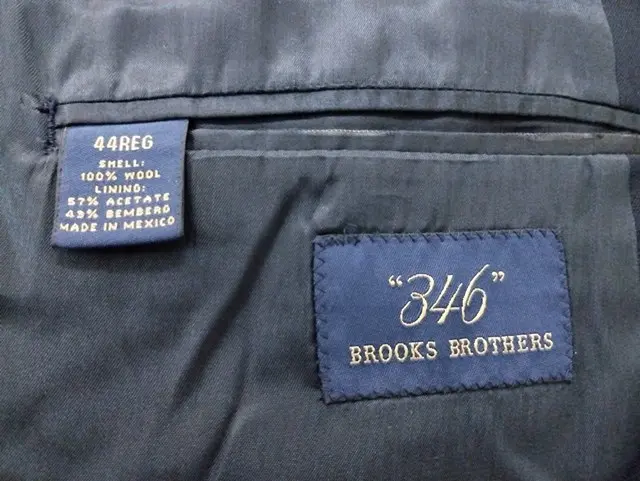 44REG
SHELL:
100% WOOL
LINING:
57% ACETATE
43% BEMBERG
MADE IN MEXICO
"346"
BROOKS BROTHERS